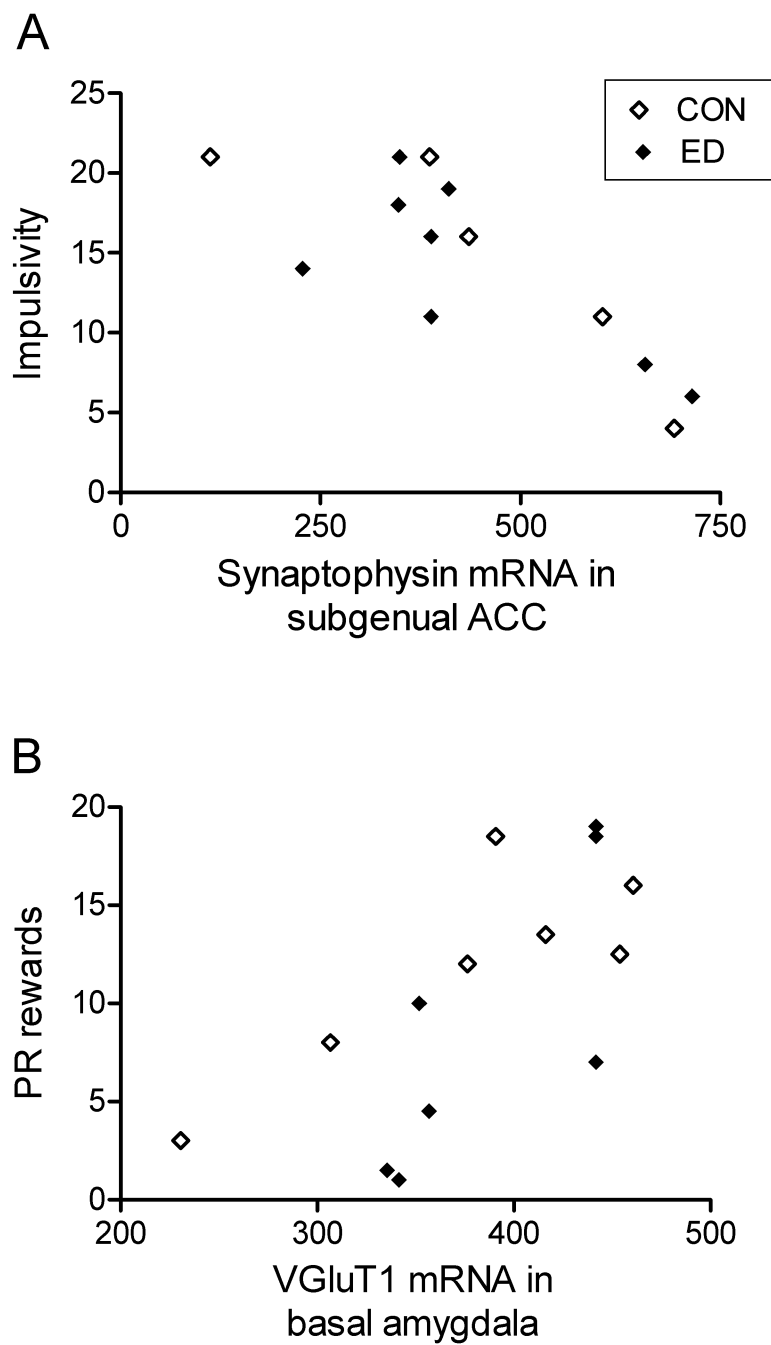 A
25
20
15
10
5
0
Impulsivity
CON
ED
0 250 500 750
Synaptophysin mRNA in
subgenual ACC
B
20
15
10
5
0
PR rewards
200 300 400 500
VGluT1 mRNA in
basal amygdala